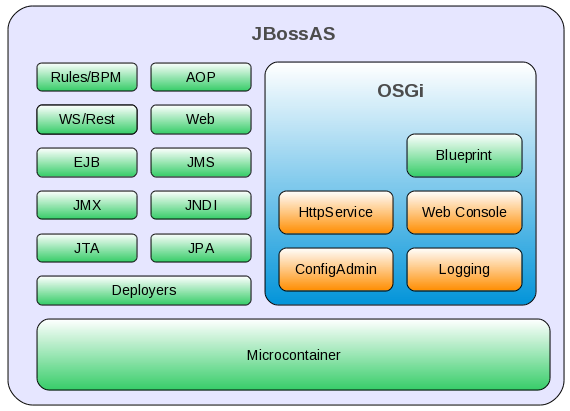 JBossAS
Rules/BPM
AOP
WS/Rest
Web
EJB
JMS
JMX
JNDI
JTA
JPA
Deployers
OSGi
Blueprint
HttpService
Web Console
ConfigAdmin
Logging
Microcontainer